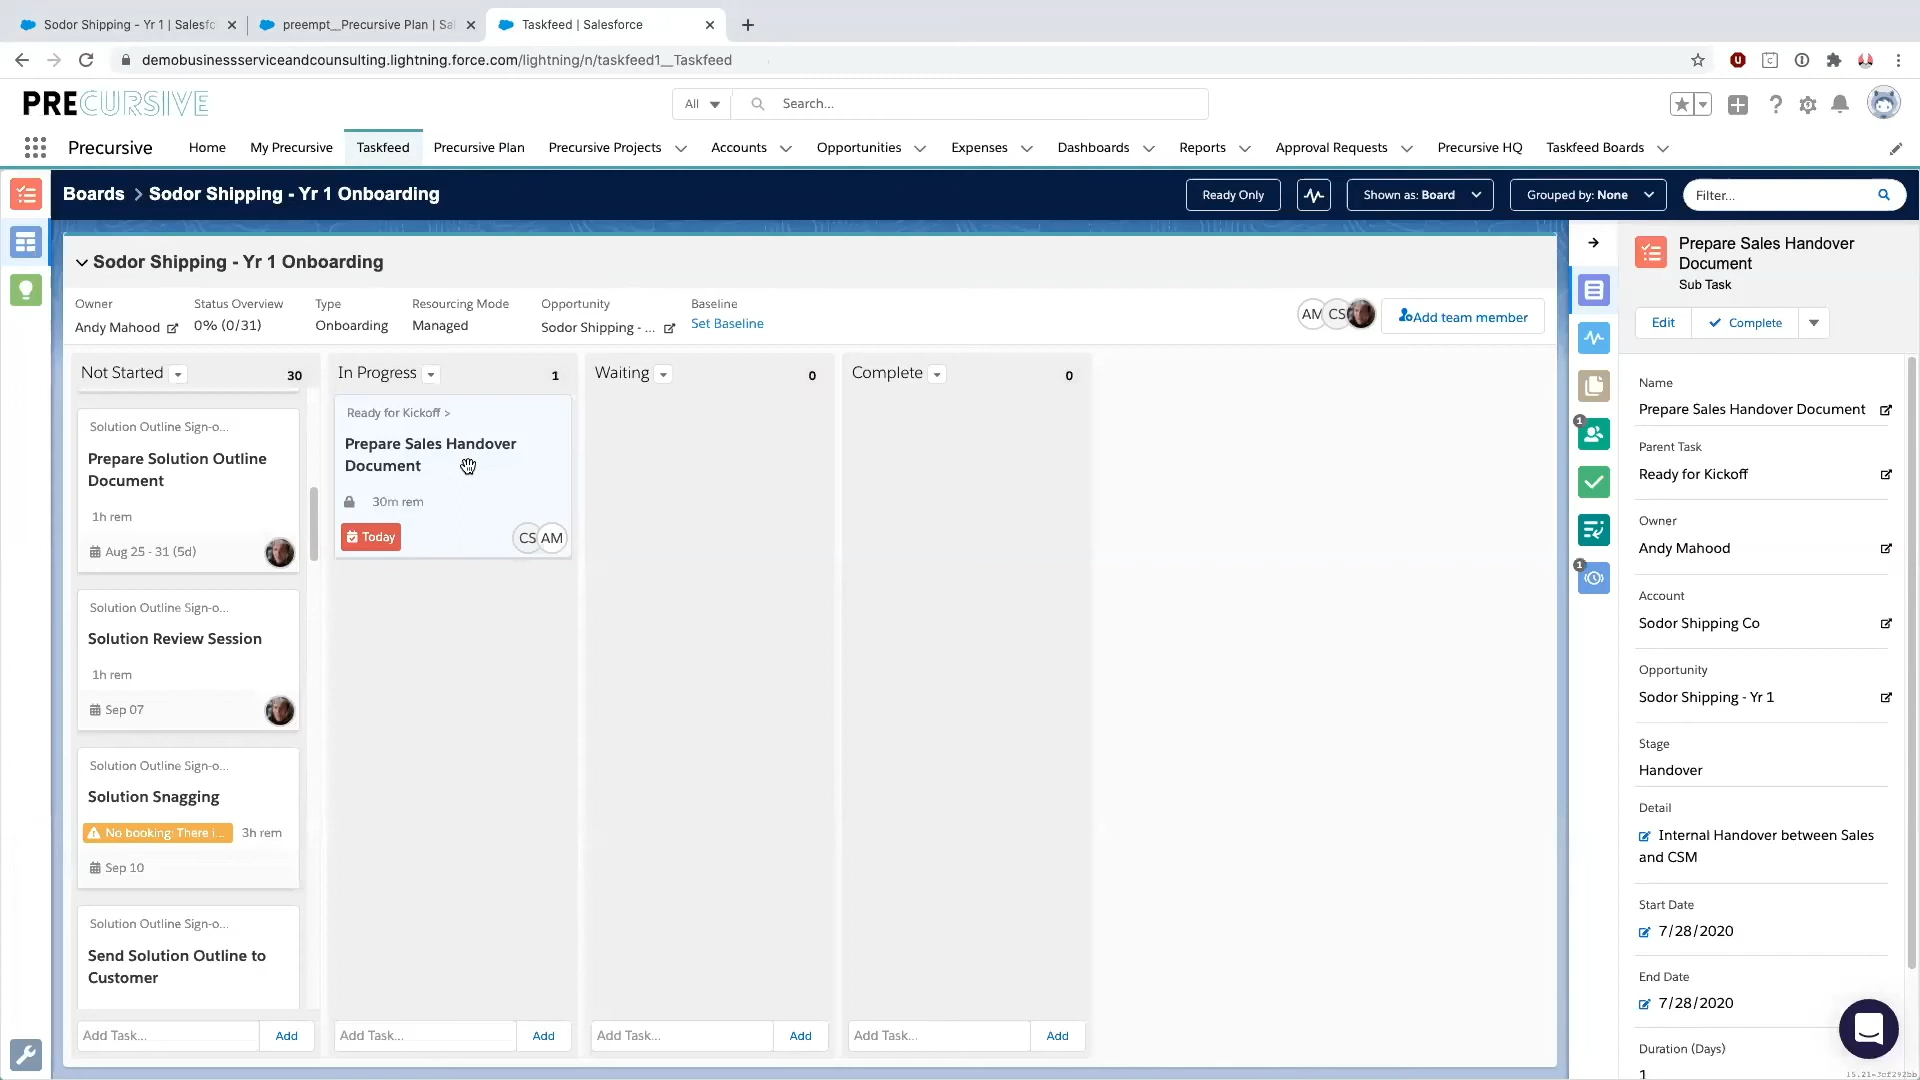 Sodor Shipping - Yr 1 | Salesfo
preempt__Precursive Plan | Sal
Taskfeed | Salesforce
demobusinessserviceandcounsulting.lightning.force.com/lightning/n/taskfeed1__Taskfeed
PRECURSIVE
All
Search...
Precursive
Home
My Precursive
Taskfeed
Precursive Plan
Precursive Projects
Accounts
Opportunities
Expenses
Dashboards
Reports
Approval Requests
Precursive HQ
Taskfeed Boards
Boards > Sodor Shipping - Yr 1 Onboarding
Ready Only
Shown as: Board
Grouped by: None
Filter...
Sodor Shipping - Yr 1 Onboarding
Owner
Andy Mahood
Status Overview
0% (0/31)
Type
Onboarding
Resourcing Mode
Managed
Opportunity
Sodor Shipping - ...
Baseline
Set Baseline
AM
CS
Add team member
Not Started
30
Solution Outline Sign-o...
Prepare Solution Outline
Document
1h rem
Aug 25 - 31 (5d)
Solution Outline Sign-o...
Solution Review Session
1h rem
Sep 07
Solution Outline Sign-o...
Solution Snagging
No booking: There i...
3h rem
Sep 10
Solution Outline Sign-o...
Send Solution Outline to
Customer
Add Task...
Add
In Progress
1
Ready for Kickoff >
Prepare Sales Handover
Document
30m rem
Today
CS
AM
Add Task...
Add
Waiting
0
Add Task...
Add
Complete
0
Add Task...
Add
1
1
Prepare Sales Handover
Document
Sub Task
Edit
Complete
Name
Prepare Sales Handover Document
Parent Task
Ready for Kickoff
Owner
Andy Mahood
Account
Sodor Shipping Co
Opportunity
Sodor Shipping - Yr 1
Stage
Handover
Detail
Internal Handover between Sales
and CSM
Start Date
7/28/2020
End Date
7/28/2020
Duration (Days)
1